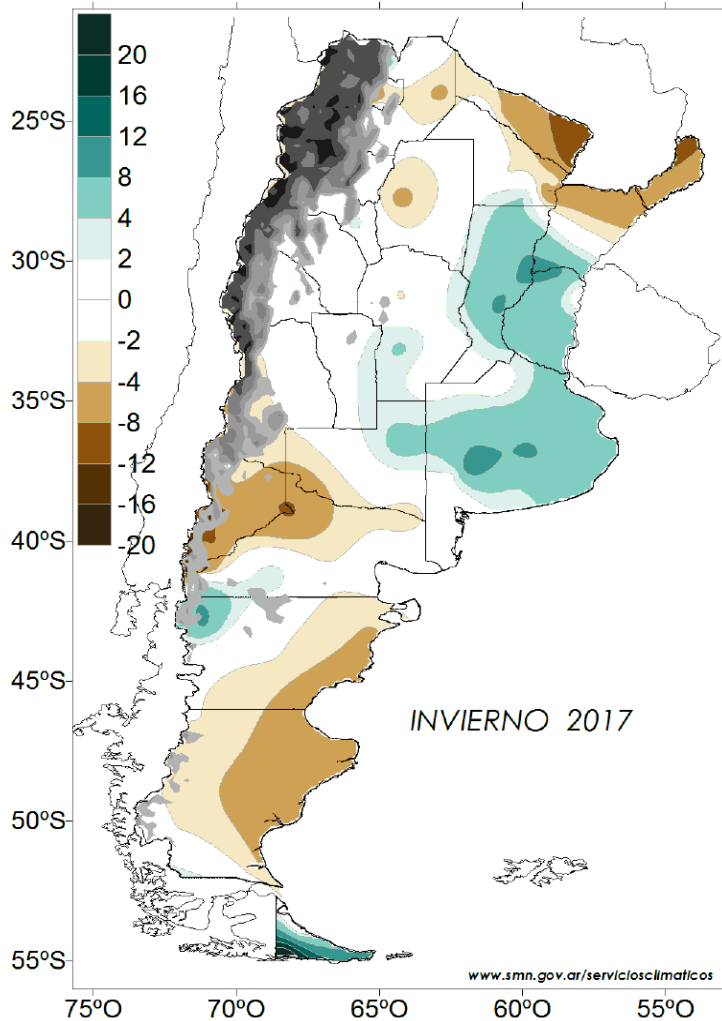 20
16
12
8
4
2
0
-2
-4
-8
-12
-16
-20
25ºS
30ºS
35ºS
40ºS
45ºS
50ºS
55ºS
INVIERNO 2017
www.smn.gov.ar/serviciosclimaticos
75ºO 70ºO 65ºO 60ºO 55ºO